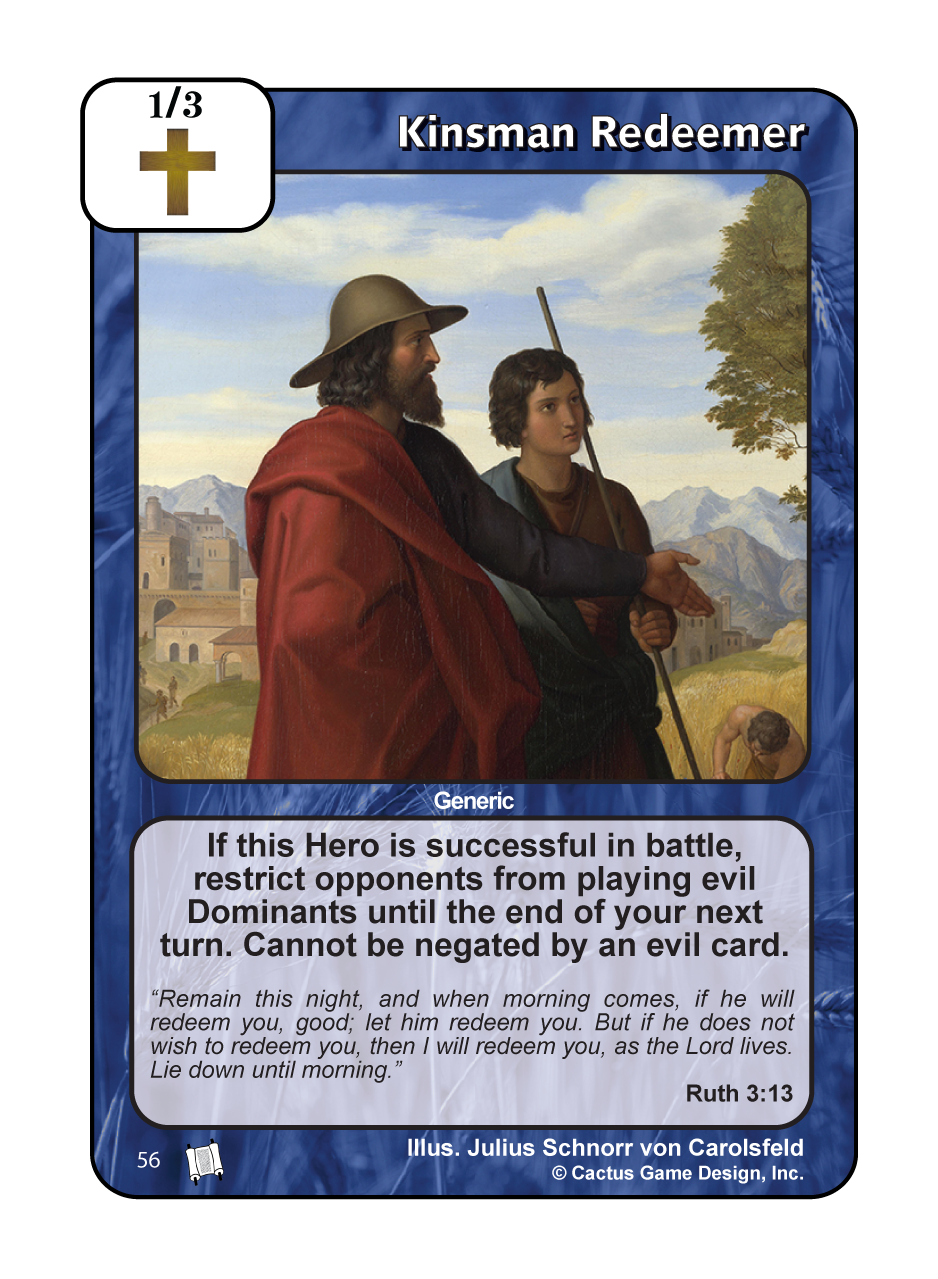 1/3
Kinsman Redeemer
Generic
If this Hero is successful in battle,
restrict opponents from playing evil
Dominants until the end of your next
turn. Cannot be negated by an evil card.
“Remain this night, and when morning comes, if he will
redeem you, good; let him redeem you. But if he does not
wish to redeem you, then I will redeem you, as the Lord lives.
Lie down until morning.”
Ruth 3:13
Illus. Julius Schnorr von Carolsfeld
56
© Cactus Game Design, Inc.